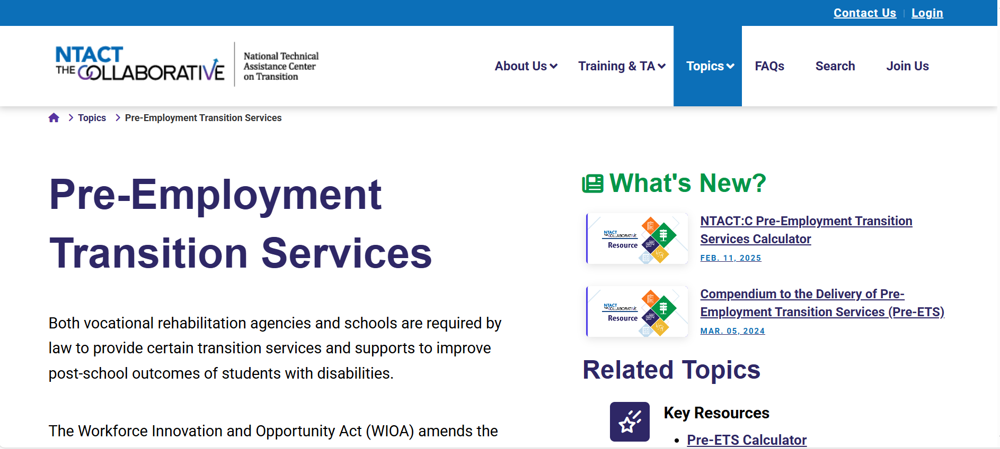 Contact Us
Login
NTACT
THE COLLABORATIVE
National Technical
Assistance Center
on Transition
About Us
Training & TA
Topics
FAQs
Search
Join Us
Topics
Pre-Employment Transition Services
Pre-Employment
Transition Services
Both vocational rehabilitation agencies and schools are required by
law to provide certain transition services and supports to improve
post-school outcomes of students with disabilities.
The Workforce Innovation and Opportunity Act (WIOA) amends the
What's New?
NTACT
THE COLLABORATIVE
Resource
NTACT:C Pre-Employment Transition
Services Calculator
FEB. 11, 2025
NTACT
THE COLLABORATIVE
Resource
Compendium to the Delivery of Pre-
Employment Transition Services (Pre-ETS)
MAR. 05, 2024
Related Topics
Key Resources
• Pre-ETS Calculator